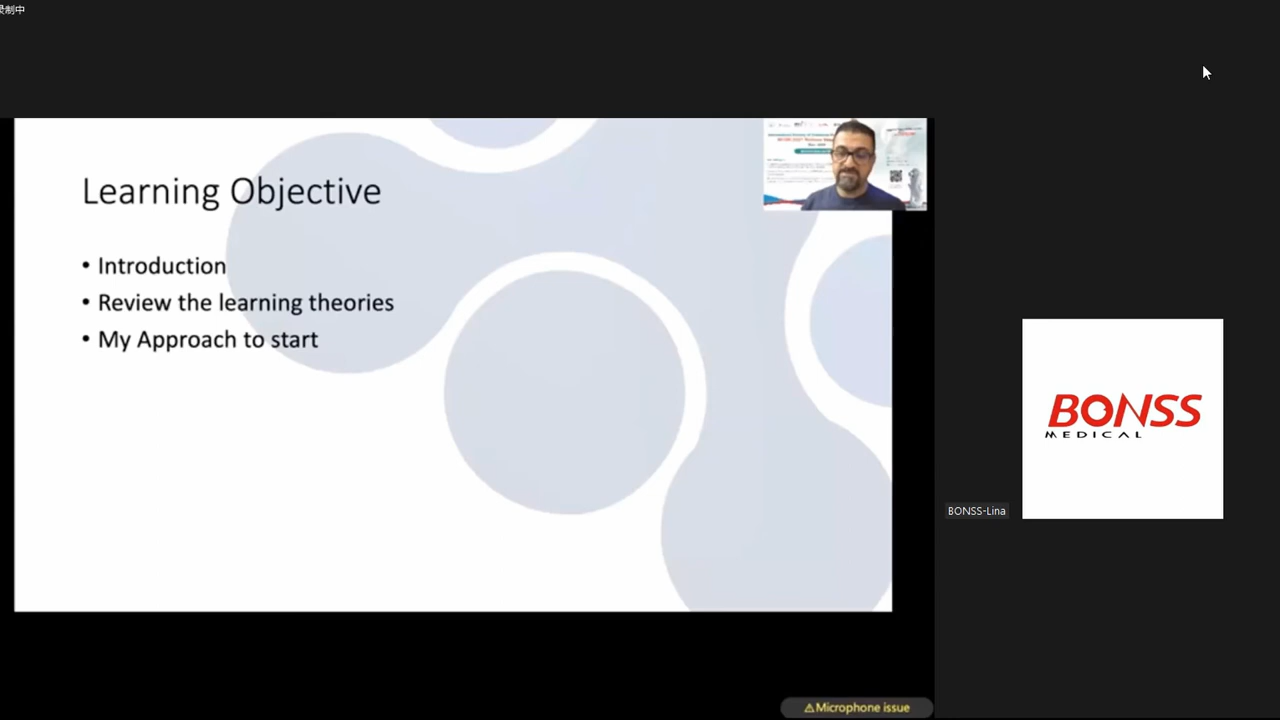 录制中
Learning Objective
• Introduction
• Review the learning theories
• My Approach to start
BONSS
MEDICAL
BONSS-Lina
⚠Microphone issue